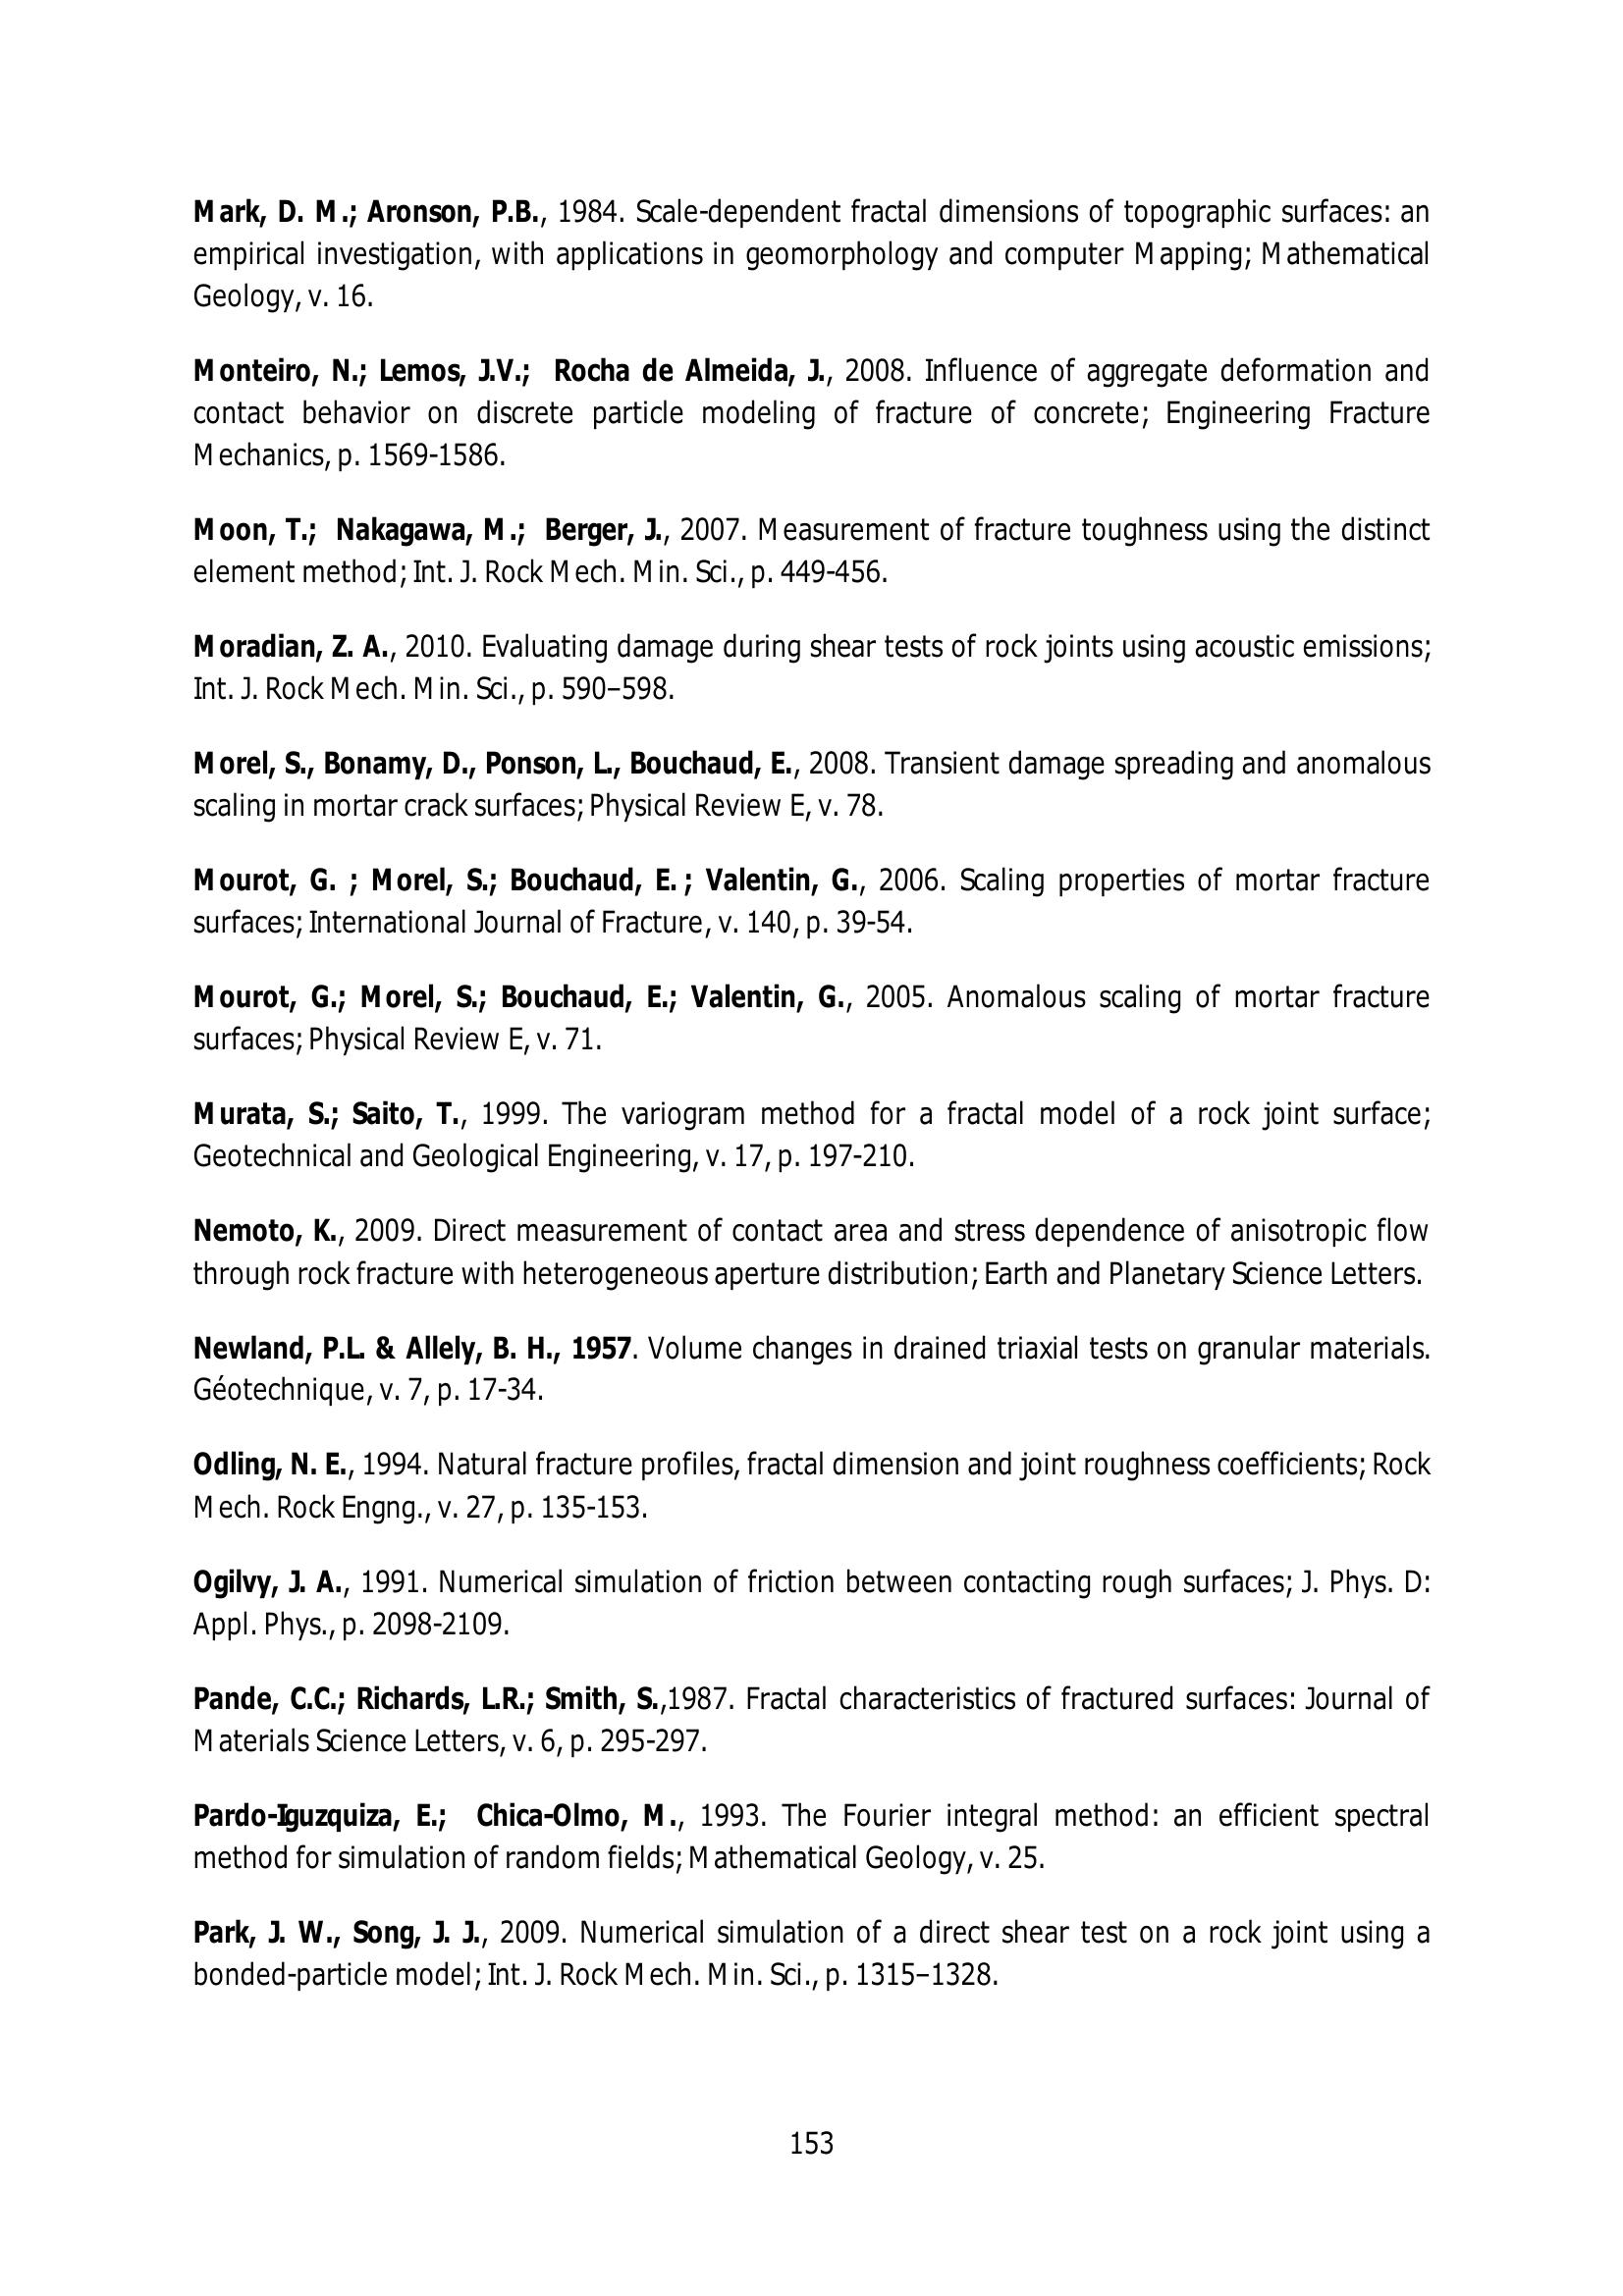 Mark, D. M.; Aronson, P.B., 1984. Scale-dependent fractal dimensions of topographic surfaces: an
empirical investigation, with applications in geomorphology and computer Mapping; Mathematical
Geology, v. 16.
Monteiro, N.; Lemos, J.V.; Rocha de Almeida, J., 2008. Influence of aggregate deformation and
contact behavior on discrete particle modeling of fracture of concrete; Engineering Fracture
Mechanics, p. 1569-1586.
Moon, T.; Nakagawa, M.; Berger, J., 2007. Measurement of fracture toughness using the distinct
element method; Int. J. Rock Mech. Min. Sci., p. 449-456.
Moradian, Z. A., 2010. Evaluating damage during shear tests of rock joints using acoustic emissions;
Int. J. Rock Mech. Min. Sci., p. 590–598.
Morel, S., Bonamy, D., Ponson, L., Bouchaud, E., 2008. Transient damage spreading and anomalous
scaling in mortar crack surfaces; Physical Review E, v. 78.
Mourot, G. ; Morel, S.; Bouchaud, E. ; Valentin, G., 2006. Scaling properties of mortar fracture
surfaces; International Journal of Fracture, v. 140, p. 39-54.
Mourot, G.; Morel, S.; Bouchaud, E.; Valentin, G., 2005. Anomalous scaling of mortar fracture
surfaces; Physical Review E, v. 71.
Murata, S.; Saito, T., 1999. The variogram method for a fractal model of a rock joint surface;
Geotechnical and Geological Engineering, v. 17, p. 197-210.
Nemoto, K., 2009. Direct measurement of contact area and stress dependence of anisotropic flow
through rock fracture with heterogeneous aperture distribution; Earth and Planetary Science Letters.
Newland, P.L. & Allely, B. H., 1957. Volume changes in drained triaxial tests on granular materials.
Géotechnique, v. 7, p. 17-34.
Odling, N. E., 1994. Natural fracture profiles, fractal dimension and joint roughness coefficients; Rock
Mech. Rock Engng., v. 27, p. 135-153.
Ogilvy, J. A., 1991. Numerical simulation of friction between contacting rough surfaces; J. Phys. D:
Appl. Phys., p. 2098-2109.
Pande, C.C.; Richards, L.R.; Smith, S.,1987. Fractal characteristics of fractured surfaces: Journal of
Materials Science Letters, v. 6, p. 295-297.
Pardo-Iguzquiza, E.; Chica-Olmo, M., 1993. The Fourier integral method: an efficient spectral
method for simulation of random fields; Mathematical Geology, v. 25.
Park, J. W., Song, J. J., 2009. Numerical simulation of a direct shear test on a rock joint using a
bonded-particle model; Int. J. Rock Mech. Min. Sci., p. 1315–1328.
153